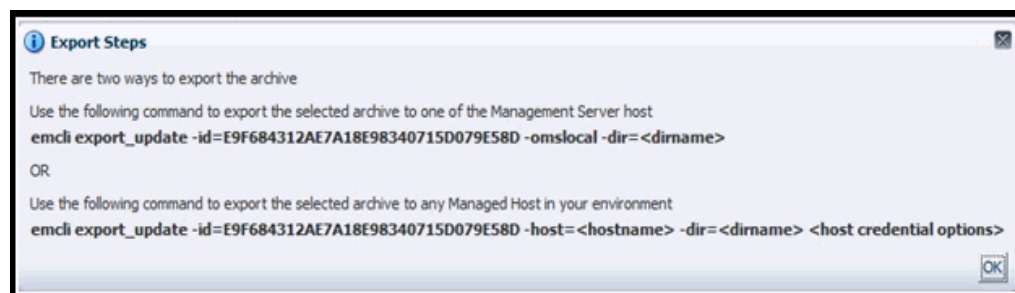 Export Steps
There are two ways to export the archive
Use the following command to export the selected archive to one of the Management Server host
emcli export_update -id=E9F684312AE7A18E98340715D079E58D -omslocal -dir=<dirname>
OR
Use the following command to export the selected archive to any Managed Host in your environment
emcli export_update -id=E9F684312AE7A18E98340715D079E58D -host=<hostname> -dir=<dirname> <host credential options>
OK